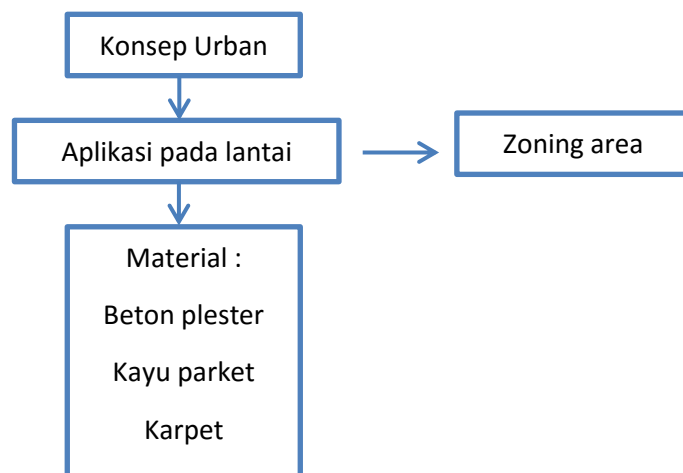 Konsep Urban
Aplikasi pada lantai
Zoning area
Material :
Beton plester
Kayu parket
Karpet